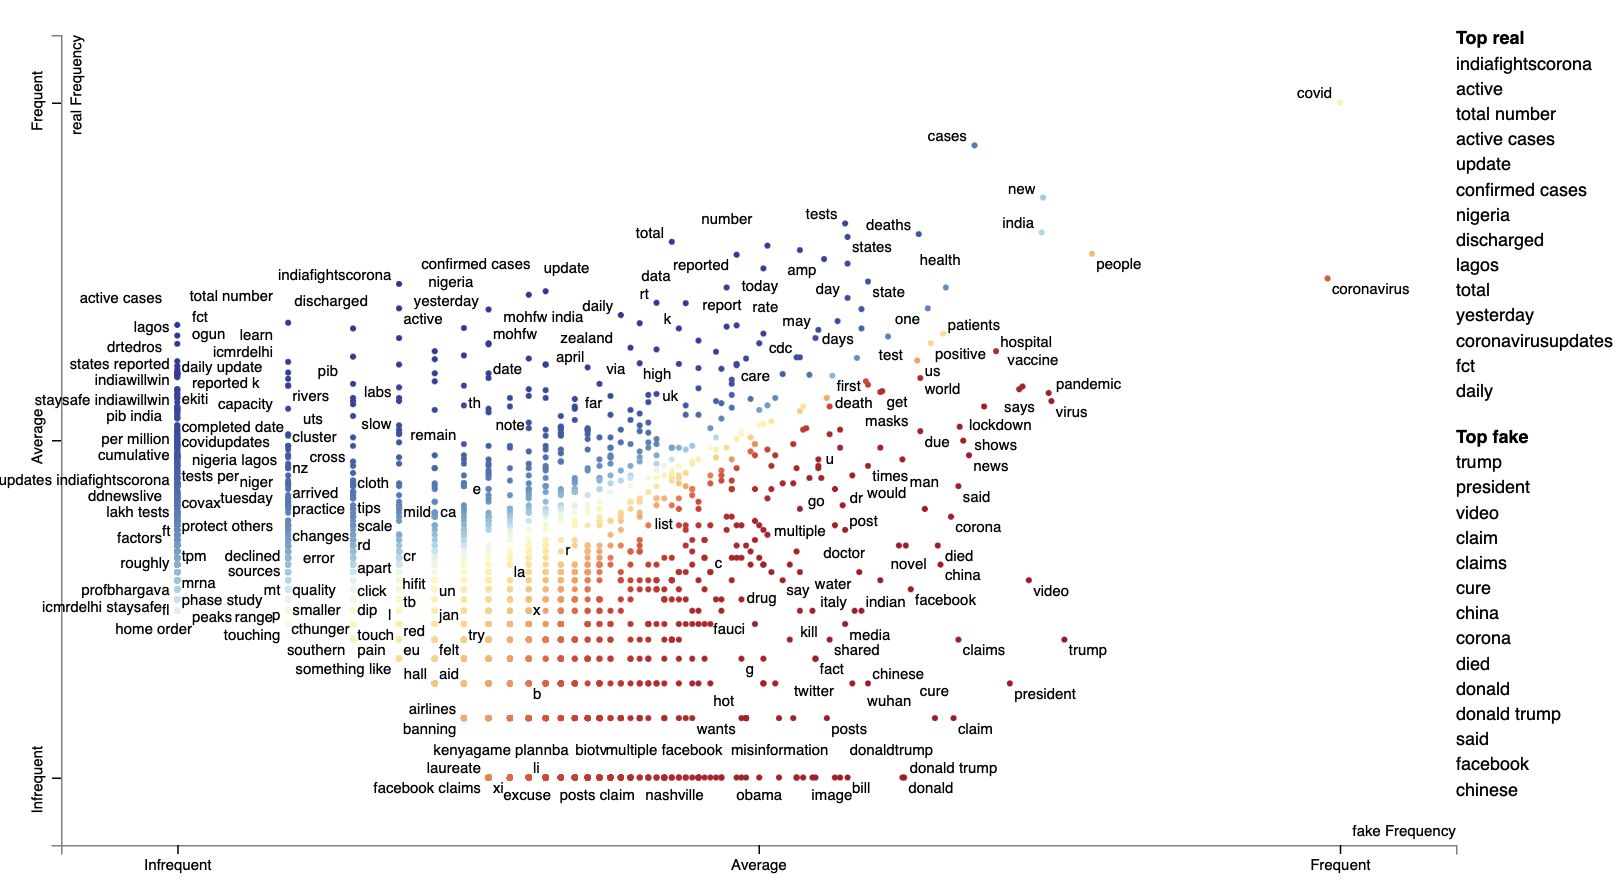 Frequent
real Frequency
Average
Infrequent
covid
cases
new
india
tests
number
deaths
total
states
people
health
confirmed cases
update
reported
amp
indiafightscorona
nigeria
data
today
day
state
coronavirus
active cases
total number
discharged
yesterday
rt
daily
report
rate
fct
active
mohfw india
k
may
one
patients
lagos
ogun
learn
mohfw
zealand
days
hospital
drtedros
icmrdelhi
april
cdc
test
positive
vaccine
states reported
daily update
pib
date
via
high
care
us
indiawillwin
reported k
labs
uk
first
world
pandemic
staysafe indiawillwin
ekiti
capacity
rivers
th
far
death
get
says
virus
pib india
uts
slow
note
masks
lockdown
completed date
per million
covidupdates
cluster
remain
due
shows
cumulative
nigeria lagos
cross
u
news
updates indiafightscorona
tests per
niger
nz
cloth
times
man
ddnewslive
covax
tuesday
arrived
e
would
said
lakh tests
practice
tips
mild
ca
go
dr
factors
ft
protect others
changes
scale
list
multiple
post
corona
roughly
tpm
declined
error
rd
cr
r
doctor
died
sources
apart
la
c
novel
china
profbhargava
mrna
mt
quality
click
hifit
un
say
water
video
icmrdelhi staysafe
fl
phase study
smaller
dip
tb
drug
italy
indian
facebook
peaks
range
p
l
jan
x
home order
touching
cthunger
touch
red
try
fauci
kill
media
southern
pain
eu
felt
shared
claims
trump
something like
hall
aid
g
fact
chinese
b
hot
twitter
wuhan
cure
president
airlines
banning
wants
posts
claim
kenya
game plan
nba
biotv
multiple facebook
misinformation
donaldtrump
laureate
li
donald trump
facebook claims
xi
excuse
posts claim
nashville
obama
image
bill
donald
fake Frequency
Infrequent
Average
Frequent
Top real
indiafightscorona
active
total number
active cases
update
confirmed cases
nigeria
discharged
lagos
total
yesterday
coronavirusupdates
fct
daily
Top fake
trump
president
video
claim
claims
cure
china
corona
died
donald
donald trump
said
facebook
chinese